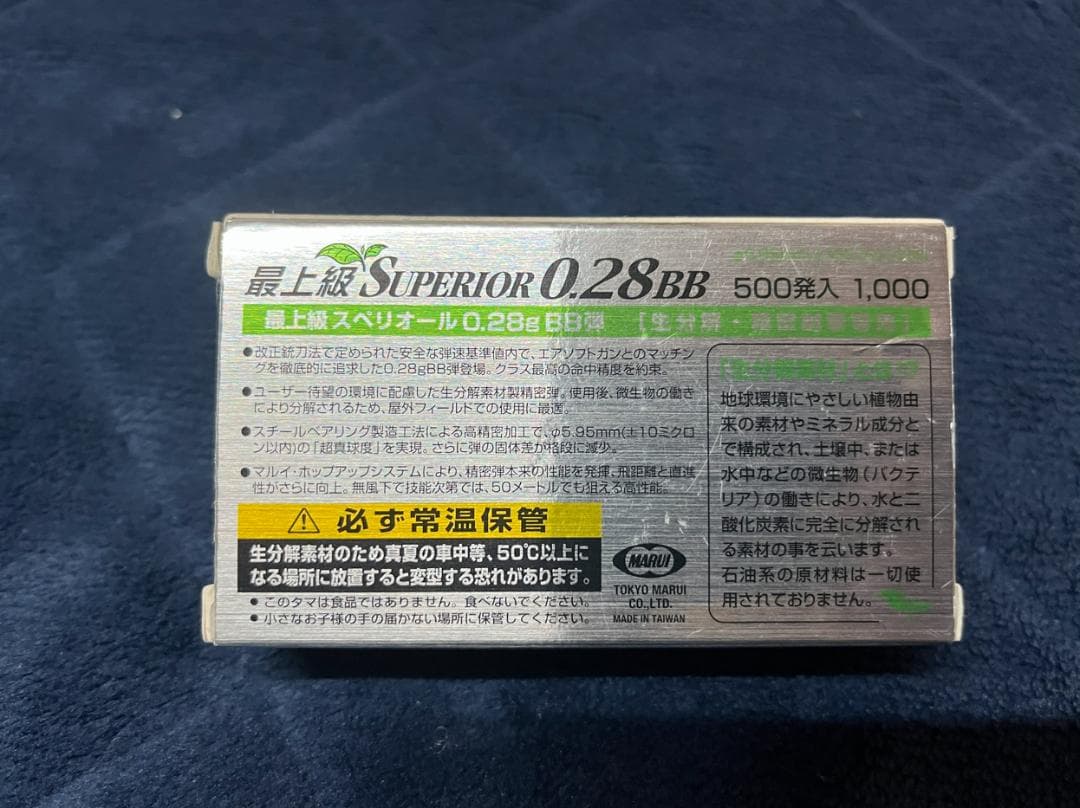 最上級 SUPERIOR 0.28BB 500発入 1,000
最上級スペリオール0.28g BB弾
●改正銃刀法で定められた安全な弾速基準値内で、エアソフトガンとのマッチン
グを徹底的に追求した0.28gBB弾登場。クラス最高の命中精度を約束。
●ユーザー待望の環境に配慮した生分解素材製精密弾。使用後、微生物の働き
により分解されるため、屋外フィールドでの使用に最適。
●スチールベアリング製造工法による高精密加工で、φ5.95mm(±10ミクロ
ン以内)の「超真球度」を実現。さらに弾の固体差が格段に減少。
●マルイ・ホップアップシステムにより、精密弾本来の性能を発揮、飛距離と直進
性がさらに向上。無風下で技能次第では、50メートルでも狙える高性能。
必ず常温保管
生分解素材のため真夏の車中等、50℃以上に
なる場所に放置すると変型する恐れがあります。
●このタマは食品ではありません。食べないでください。
●小さなお子様の手の届かない場所に保管してください。
MARUI
TOKYO MARUI
CO.,LTD.
MADE IN TAIWAN
地球環境にやさしい植物由
来の素材やミネラル成分と
で構成され、土壌中、または
水中などの微生物(バクテ
リア)の働きにより、水と二
酸化炭素に完全に分解され
る素材の事を云います。
石油系の原材料は一切使
用されておりません。